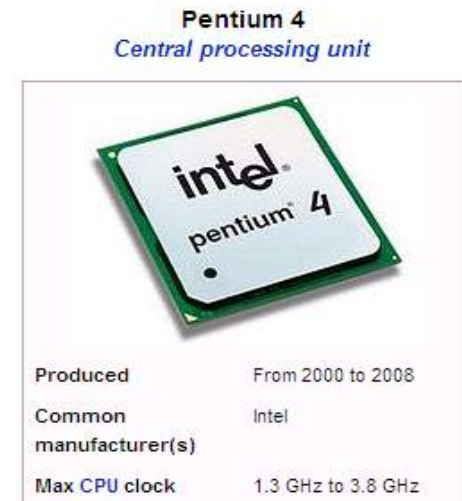 Pentium 4
Central processing unit
intel®
pentium® 4
Produced From 2000 to 2008
Common Intel
manufacturer(s)
Max CPU clock 1.3 GHz to 3.8 GHz